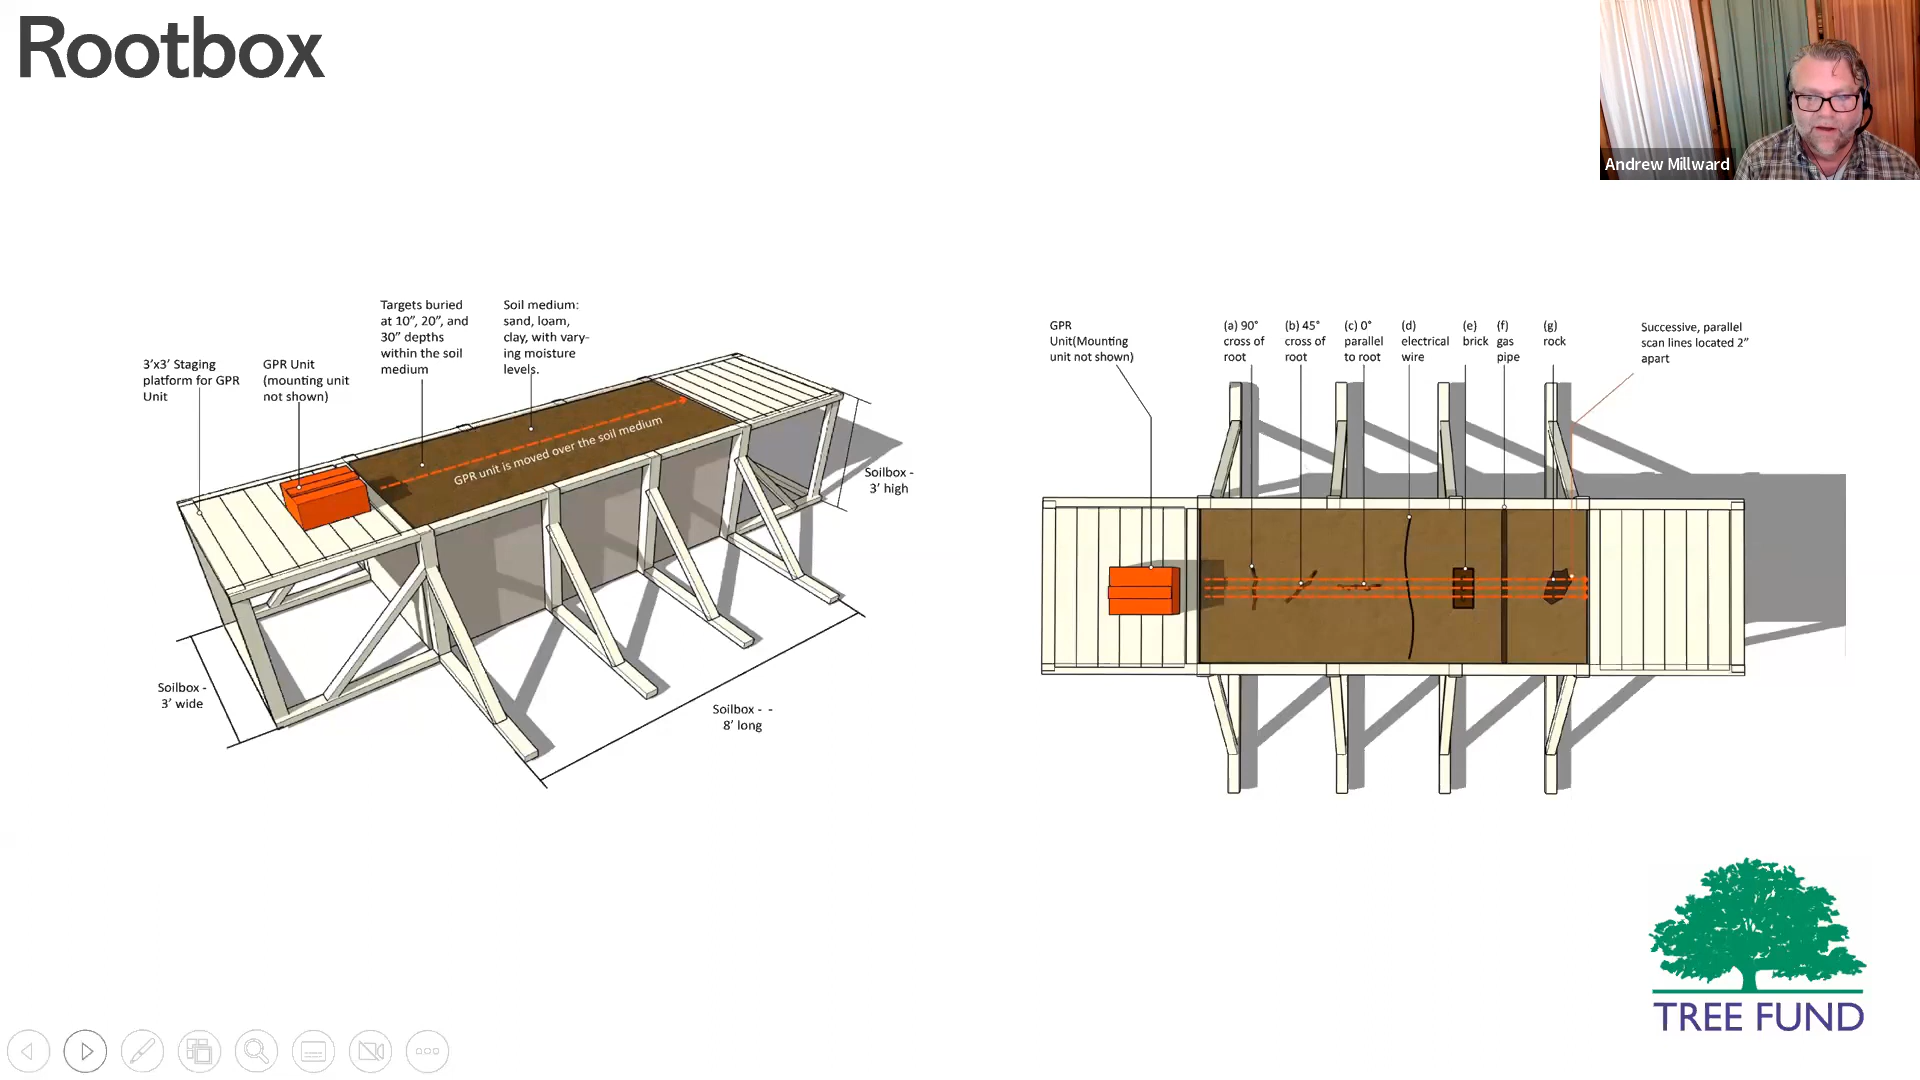 Rootbox
Andrew Millward
Targets buried
at 10”, 20”, and
30” depths
within the soil
medium
Soil medium:
sand, loam,
clay, with vary-
ing moisture
levels.
3’x3’ Staging
platform for GPR
Unit
GPR Unit
(mounting unit
not shown)
GPR unit is moved over the soil medium
Soilbox -
3’ high
Soilbox -
3’ wide
Soilbox - -
8’ long
GPR
Unit(Mounting
unit not shown)
(a) 90°
cross of
root
(b) 45°
cross of
root
(c) 0°
parallel
to root
(d)
electrical
wire
(e)
brick
(f)
gas
pipe
(g)
rock
Successive, parallel
scan lines located 2”
apart
TREE FUND